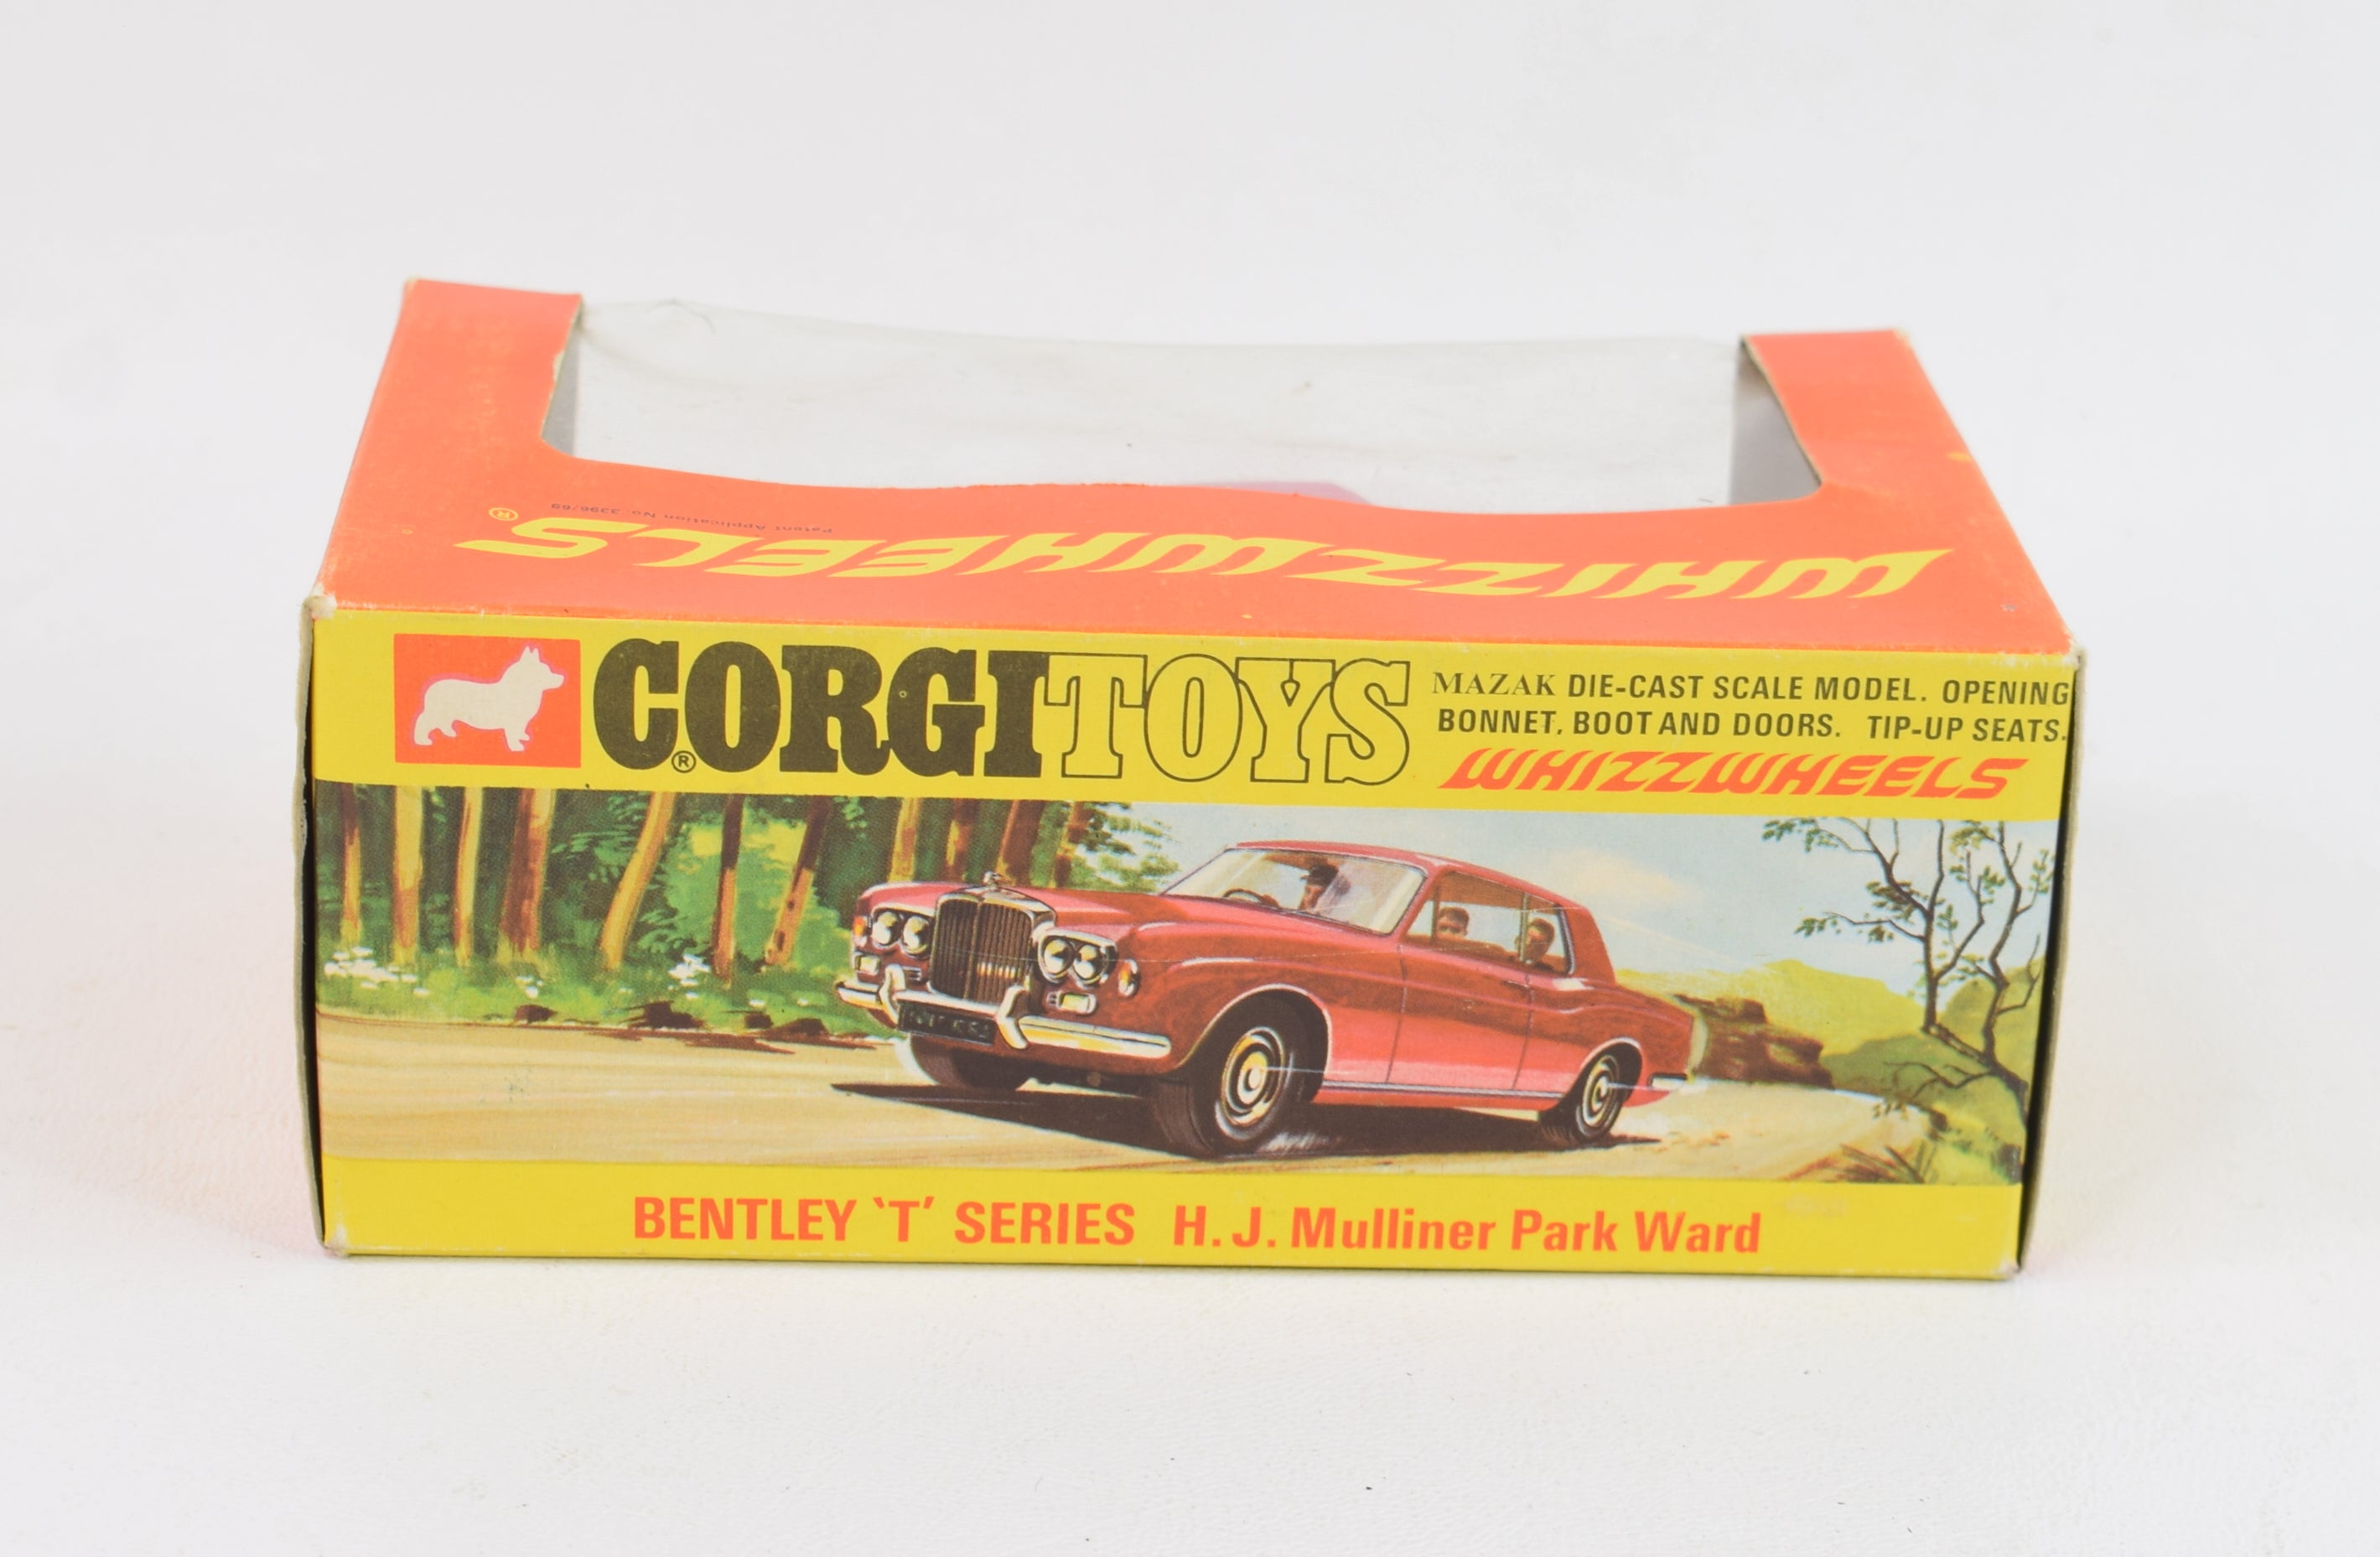 WHIZZWHEELS®
Patent Application No. 3396/69
CORGI®TOYS
MAZAK DIE-CAST SCALE MODEL. OPENING
BONNET, BOOT AND DOORS. TIP-UP SEATS.
WHIZZWHEELS
BENTLEY 'T' SERIES H.J. Mulliner Park Ward